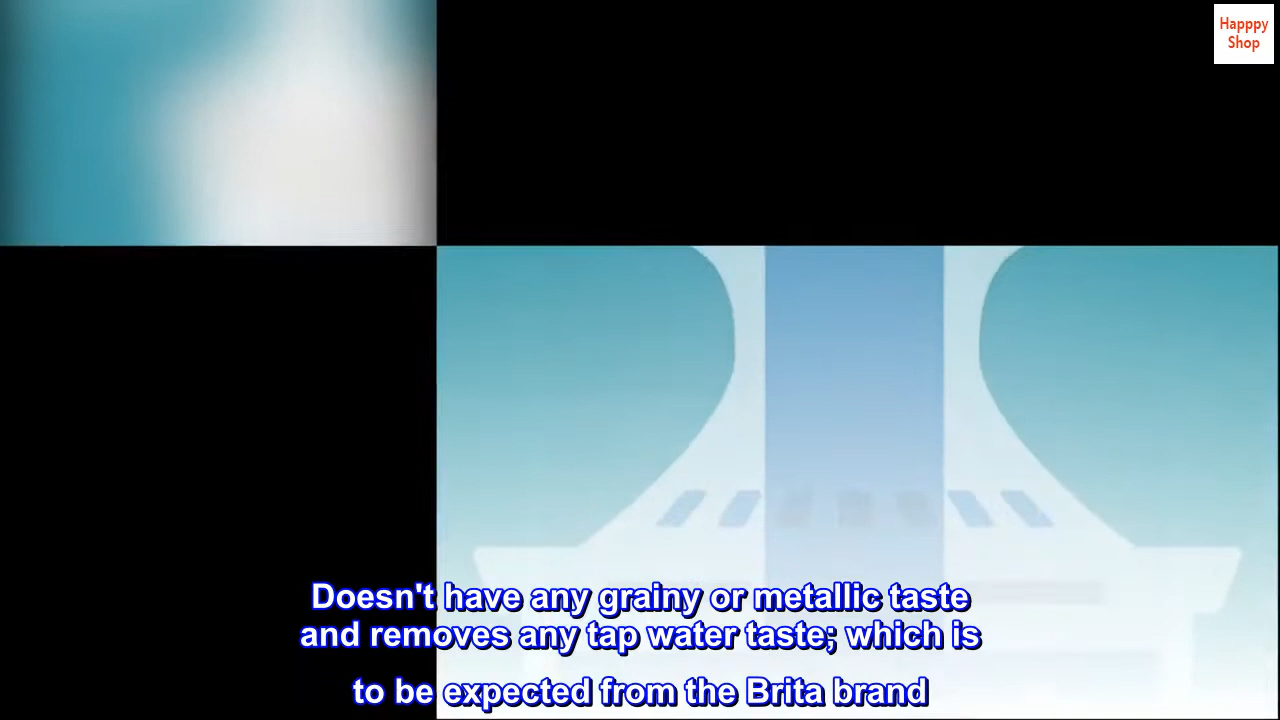 Happpy
Shop
Doesn't have any grainy or metallic taste
and removes any tap water taste; which is
to be expected from the Brita brand